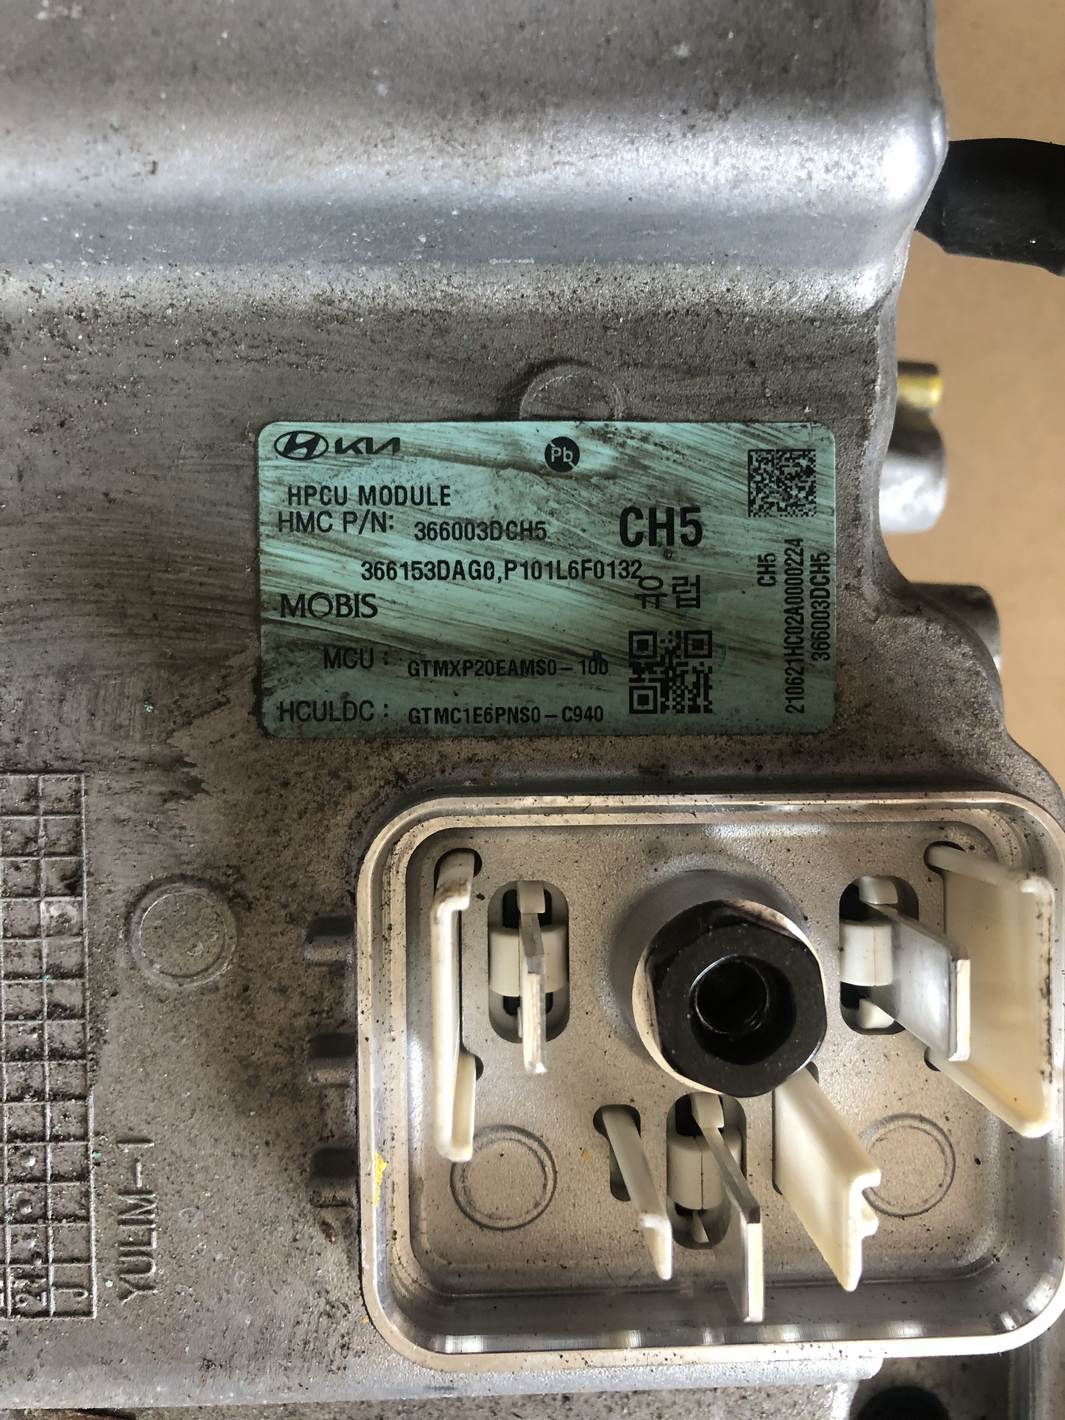 KIA
Pb
HPCU MODULE
HMC P/N: 366003DCH5
CH5
366153DAG0,P101L6F0132
유럽
MOBIS
MCU : GTMXP20EAMS0-100
HCULDC : GTMC1E6PNS0-C940
CH5
210621HC02A0000224
366003DCH5
YULIM-1
J